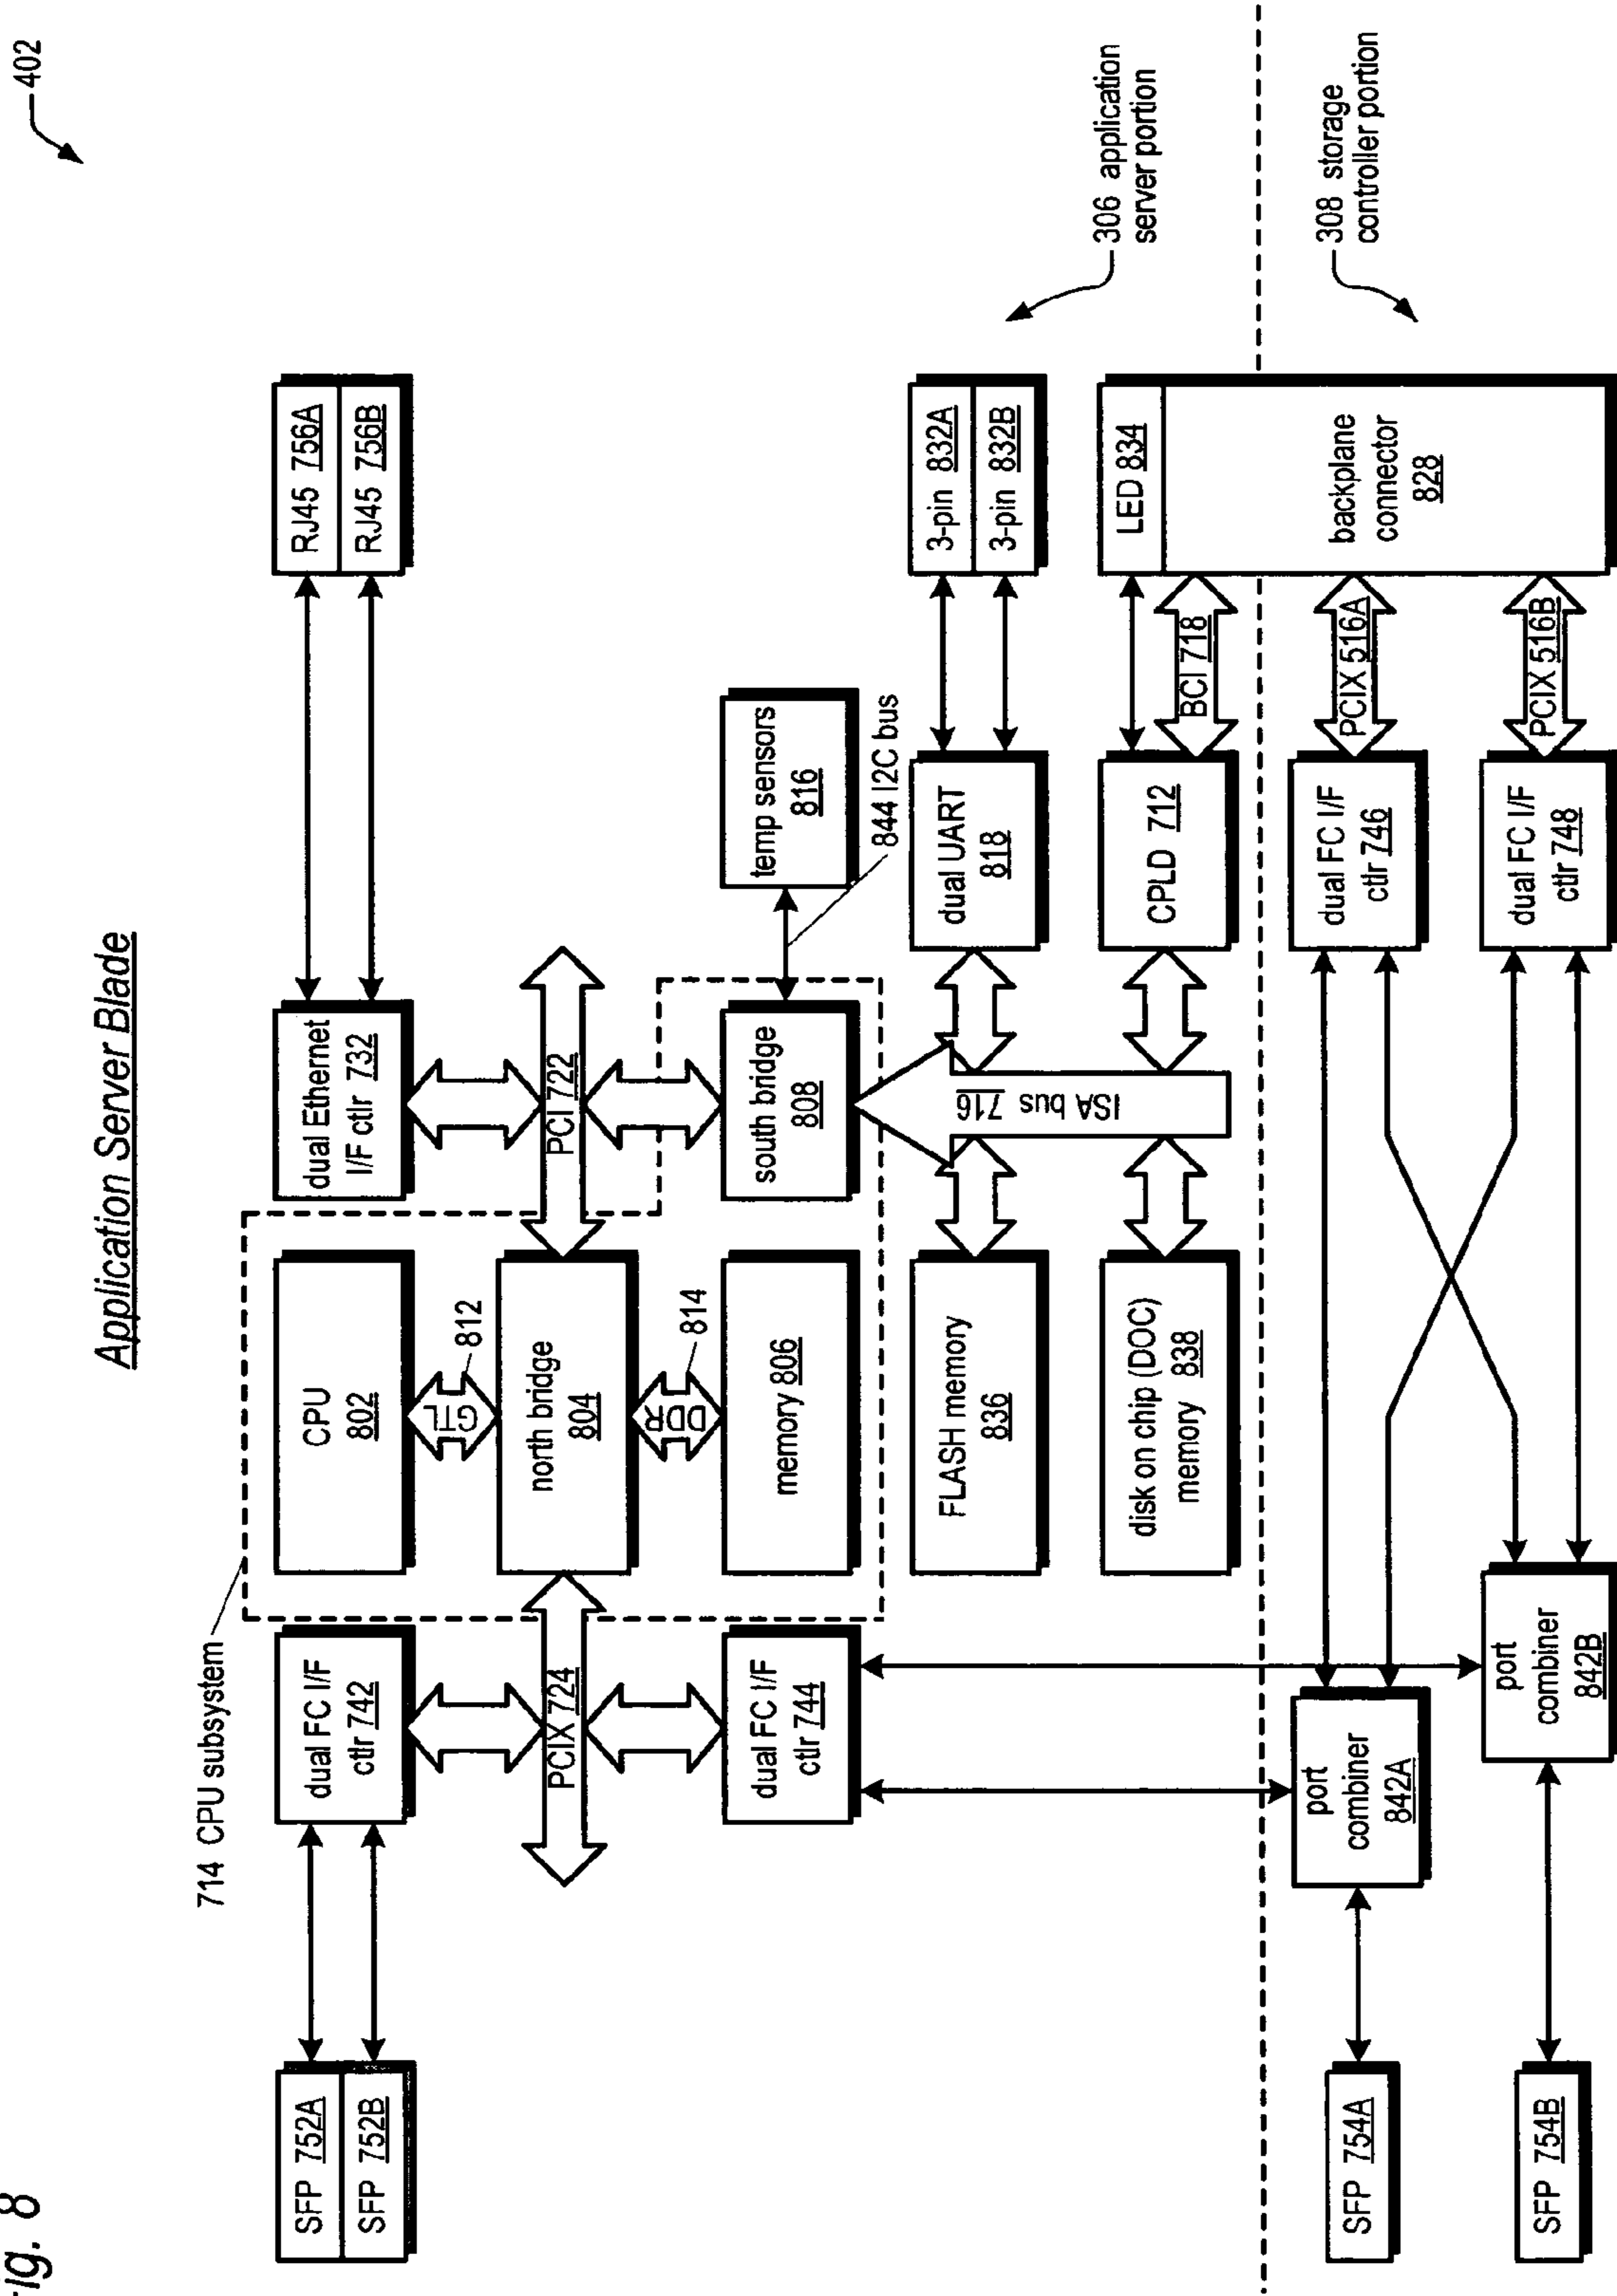 Fig. 8
Application Server Blade
402
714 CPU subsystem
SFP 752A
SFP 752B
dual FC I/F
ctlr 742
CPU
802
dual Ethernet
I/F ctlr 732
RJ45 756A
RJ45 756B
GTL
812
PCIX 724
north bridge
804
PCI 722
DDR
814
dual FC I/F
ctlr 744
memory 806
south bridge
808
temp sensors
816
844 I2C bus
FLASH memory
836
ISA bus 716
dual UART
818
3-pin 832A
3-pin 832B
306 application
server portion
disk on chip (DOC)
memory 838
CPLD 712
BCI 718
LED 834
backplane
connector
828
308 storage
controller portion
SFP 754A
port
combiner
842A
dual FC I/F
ctlr 746
PCIX 516A
SFP 754B
port
combiner
842B
dual FC I/F
ctlr 748
PCIX 516B